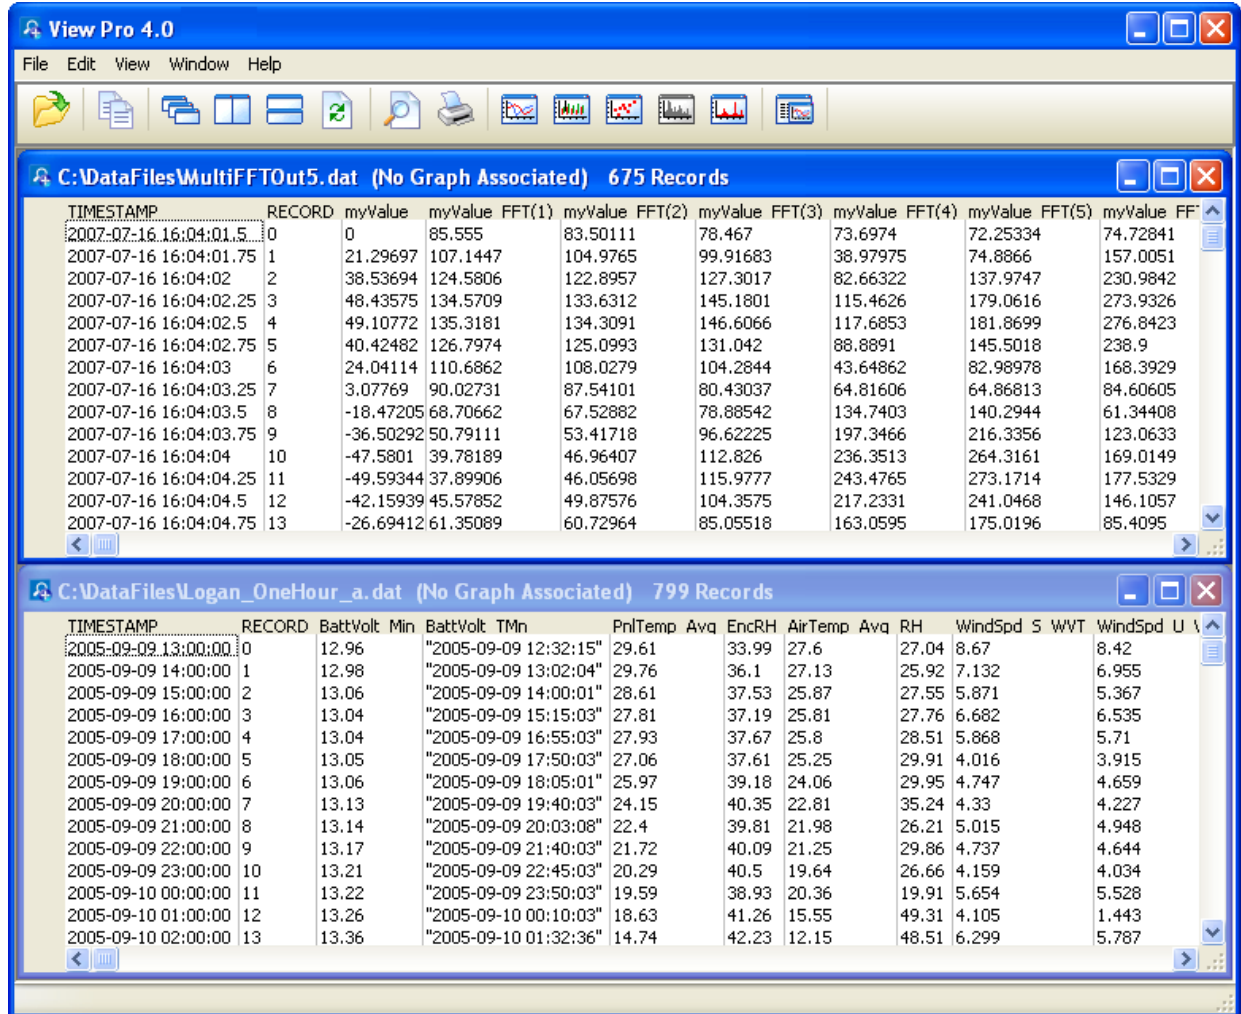 View Pro 4.0
File Edit View Window Help
C:\DataFiles\MultiFFTOut5.dat (No Graph Associated) 675 Records
TIMESTAMP RECORD myValue myValue_FFT(1) myValue_FFT(2) myValue_FFT(3) myValue_FFT(4) myValue_FFT(5) myValue_FF
2007-07-16 16:04:01.5 0 0 85.555 83.50111 78.467 73.6974 72.25334 74.72841
2007-07-16 16:04:01.75 1 21.29697 107.1447 104.9765 99.91683 38.97975 74.8866 157.0051
2007-07-16 16:04:02 2 38.53694 124.5806 122.8957 127.3017 82.66322 137.9747 230.9842
2007-07-16 16:04:02.25 3 48.43575 134.5709 133.6312 145.1801 115.4626 179.0616 273.9326
2007-07-16 16:04:02.5 4 49.10772 135.3181 134.3091 146.6066 117.6853 181.8699 276.8423
2007-07-16 16:04:02.75 5 40.42482 126.7974 125.0993 131.042 88.8891 145.5018 238.9
2007-07-16 16:04:03 6 24.04114 110.6862 108.0279 104.2844 43.64862 82.98978 168.3929
2007-07-16 16:04:03.25 7 3.07769 90.02731 87.54101 80.43037 64.81606 64.86813 84.60605
2007-07-16 16:04:03.5 8 -18.47205 68.70662 67.52882 78.88542 134.7403 140.2944 61.34408
2007-07-16 16:04:03.75 9 -36.50292 50.79111 53.41718 96.62225 197.3466 216.3356 123.0633
2007-07-16 16:04:04 10 -47.5801 39.78189 46.96407 112.826 236.3513 264.3161 169.0149
2007-07-16 16:04:04.25 11 -49.59344 37.89906 46.05698 115.9777 243.4765 273.1714 177.5329
2007-07-16 16:04:04.5 12 -42.15939 45.57852 49.87576 104.3575 217.2331 241.0468 146.1057
2007-07-16 16:04:04.75 13 -26.69412 61.35089 60.72964 85.05518 163.0595 175.0196 85.4095
C:\DataFiles\Logan_OneHour_a.dat (No Graph Associated) 799 Records
TIMESTAMP RECORD BattVolt_Min BattVolt_TMn PnlTemp_Avg EncRH AirTemp_Avg RH WindSpd_S_WVT WindSpd_U_
2005-09-09 13:00:00 0 12.96 "2005-09-09 12:32:15" 29.61 33.99 27.6 27.04 8.67 8.42
2005-09-09 14:00:00 1 12.98 "2005-09-09 13:02:04" 29.76 36.1 27.13 25.92 7.132 6.955
2005-09-09 15:00:00 2 13.06 "2005-09-09 14:00:01" 28.61 37.53 25.87 27.55 5.871 5.367
2005-09-09 16:00:00 3 13.04 "2005-09-09 15:15:03" 27.81 37.19 25.81 27.76 6.682 6.535
2005-09-09 17:00:00 4 13.04 "2005-09-09 16:55:03" 27.93 37.67 25.8 28.51 5.868 5.71
2005-09-09 18:00:00 5 13.05 "2005-09-09 17:50:03" 27.06 37.61 25.25 29.91 4.016 3.915
2005-09-09 19:00:00 6 13.06 "2005-09-09 18:05:01" 25.97 39.18 24.06 29.95 4.747 4.659
2005-09-09 20:00:00 7 13.13 "2005-09-09 19:40:03" 24.15 40.35 22.81 35.24 4.33 4.227
2005-09-09 21:00:00 8 13.14 "2005-09-09 20:03:08" 22.4 39.81 21.98 26.21 5.015 4.948
2005-09-09 22:00:00 9 13.17 "2005-09-09 21:40:03" 21.72 40.09 21.25 29.86 4.737 4.644
2005-09-09 23:00:00 10 13.21 "2005-09-09 22:45:03" 20.29 40.5 19.64 26.66 4.159 4.034
2005-09-10 00:00:00 11 13.22 "2005-09-09 23:50:03" 19.59 38.93 20.36 19.91 5.654 5.528
2005-09-10 01:00:00 12 13.26 "2005-09-10 00:10:03" 18.63 41.26 15.55 49.31 4.105 1.443
2005-09-10 02:00:00 13 13.36 "2005-09-10 01:32:36" 14.74 42.23 12.15 48.51 6.299 5.787